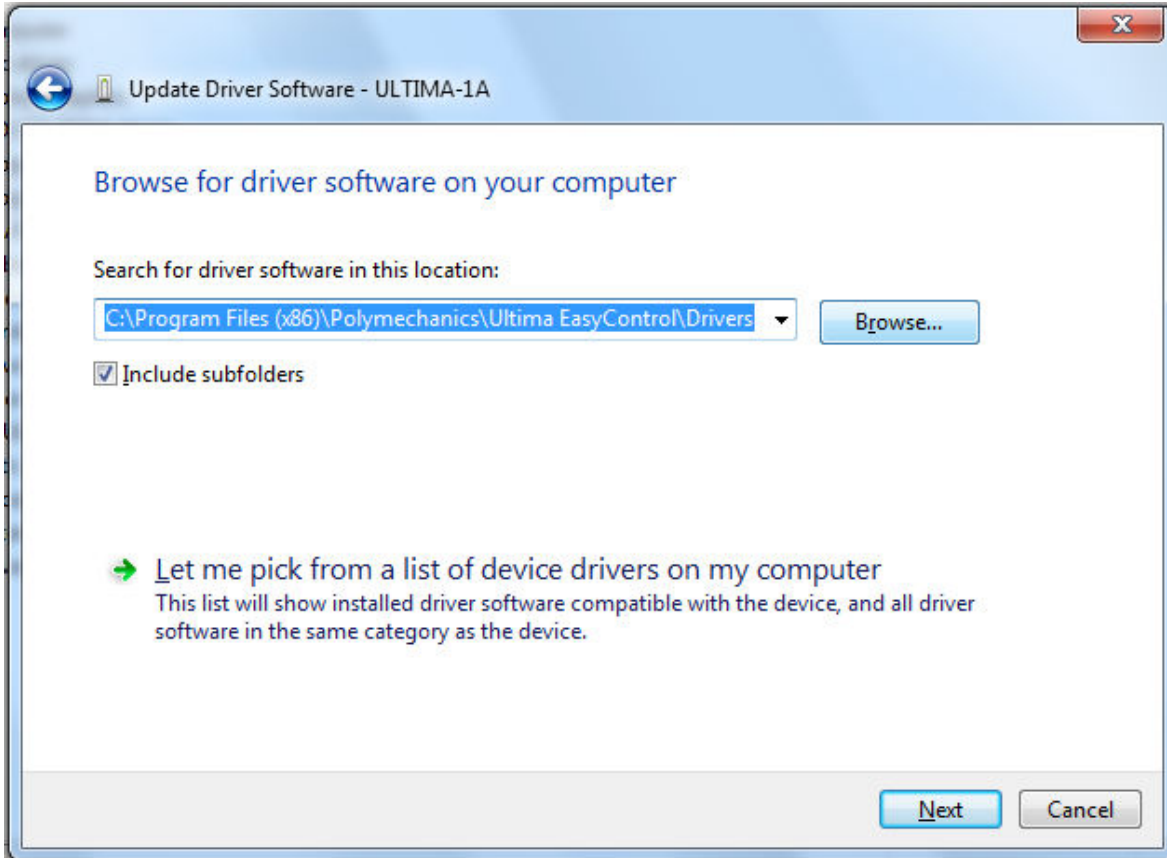 Update Driver Software - ULTIMA-1A
Browse for driver software on your computer
Search for driver software in this location:
C:\Program Files (x86)\Polymechanics\Ultima EasyControl\Drivers
Browse...
Include subfolders
Let me pick from a list of device drivers on my computer
This list will show installed driver software compatible with the device, and all driver
software in the same category as the device.
Next
Cancel